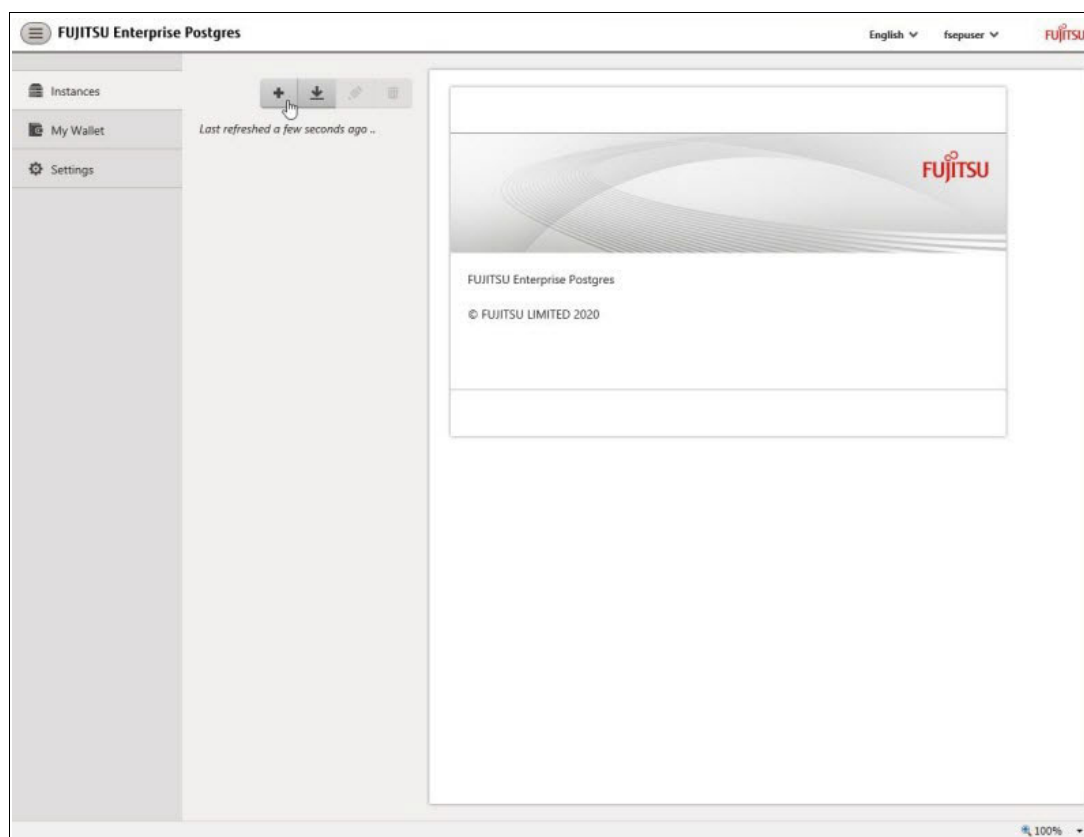 FUJITSU Enterprise Postgres
English
fsepuser
FUJITSU
Instances
My Wallet
Settings
Last refreshed a few seconds ago ..
FUJITSU
FUJITSU Enterprise Postgres
© FUJITSU LIMITED 2020
100%